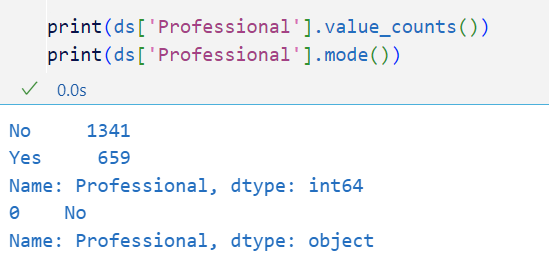 print(ds['Professional'].value_counts())
print(ds['Professional'].mode())
0.0s
No     1341
Yes     659
Name: Professional, dtype: int64
0    No
Name: Professional, dtype: object